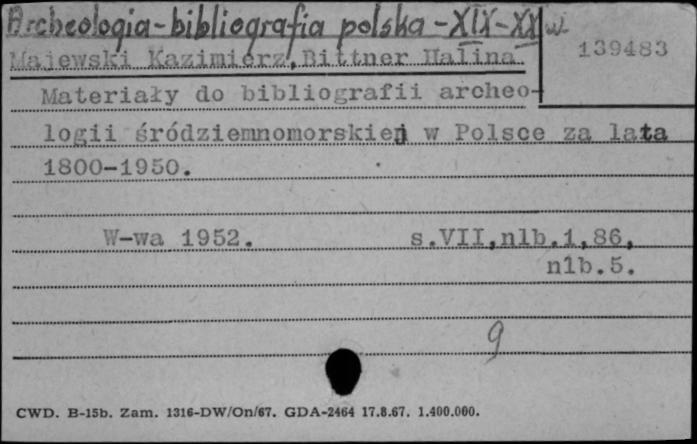 Archeologia-bibliografia polska-XIX-XX w.
139483
Majewski Kazimierz,Bittner Halina
Materiały do bibliografii archeo-
logii śródziemnomorskiej w Polsce za lata
1800-1950.
W-wa 1952. s.VII,nlb.1,86,
nlb.5.
9
CWD. B-15b. Zam. 1316-DW/On/67. GDA-2464 17.8.67. 1.400.000.